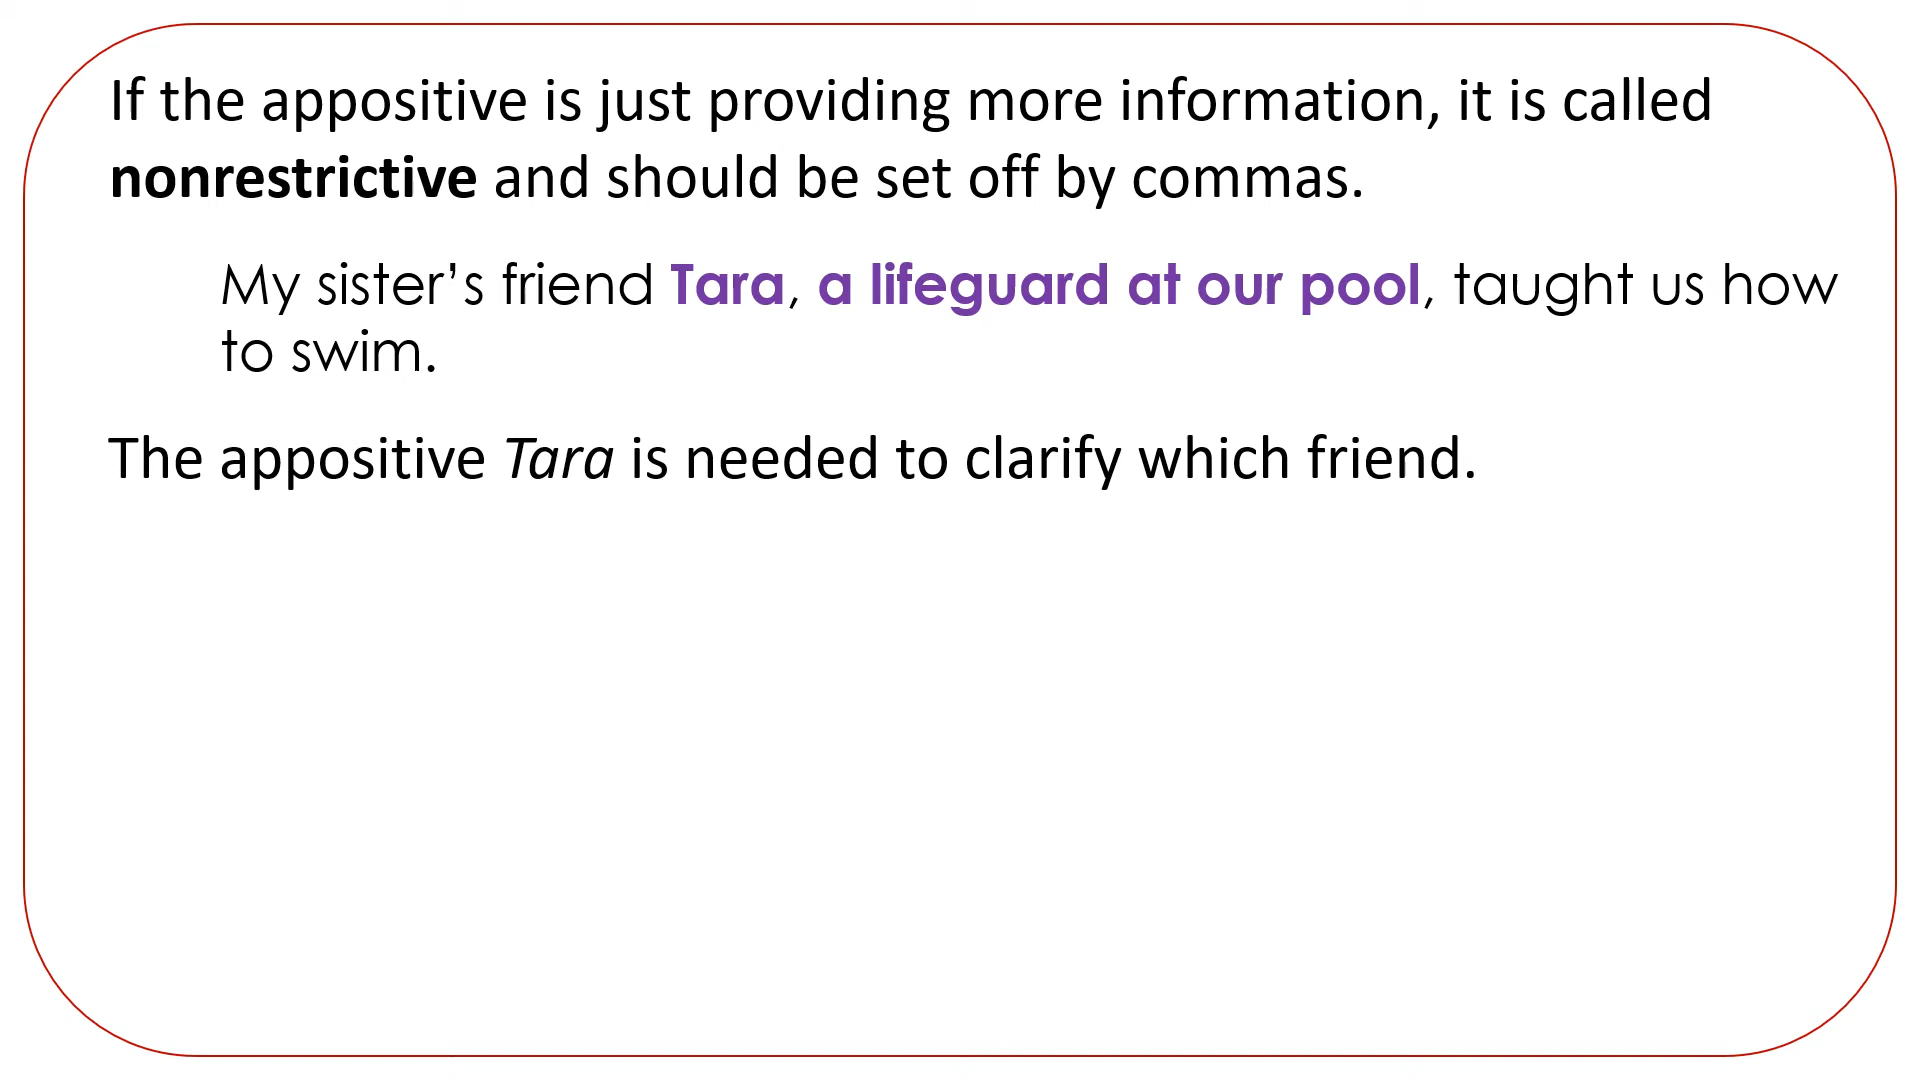 If the appositive is just providing more information, it is called
nonrestrictive and should be set off by commas.
My sister’s friend Tara, a lifeguard at our pool, taught us how
to swim.
The appositive Tara is needed to clarify which friend.